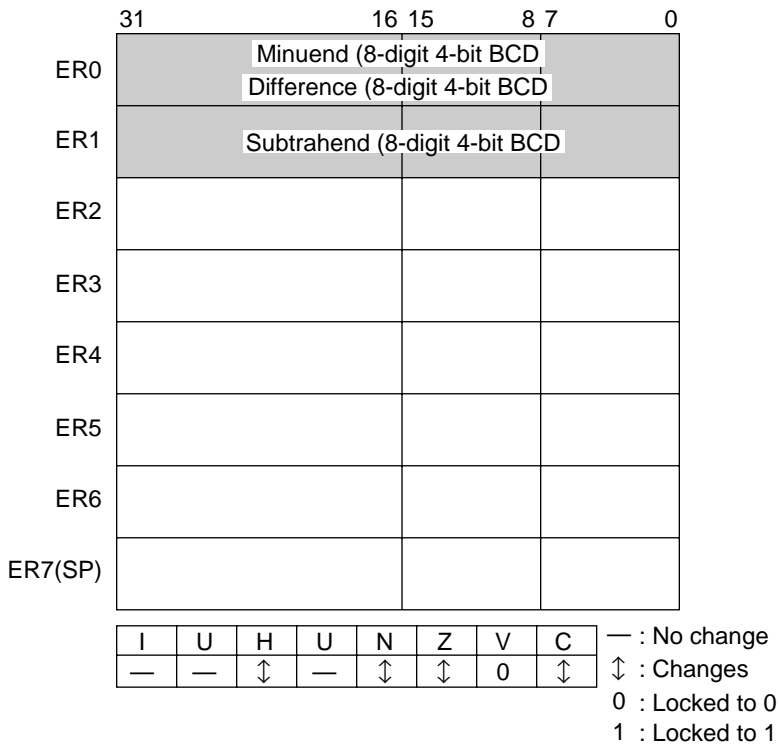 31 16 15 8 7 0
ER0 Minuend (8-digit 4-bit BCD
Difference (8-digit 4-bit BCD
ER1 Subtrahend (8-digit 4-bit BCD
ER2
ER3
ER4
ER5
ER6
ER7(SP)
I U H U N Z V C
— — ↕ — ↕ ↕ 0 ↕
— : No change
↕ : Changes
0 : Locked to 0
1 : Locked to 1